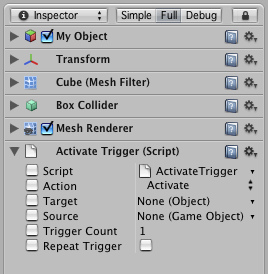 Inspector Simple Full Debug
My Object
Transform
Cube (Mesh Filter)
Box Collider
Mesh Renderer
Activate Trigger (Script)
Script ActivateTrigger
Action Activate
Target None (Object)
Source None (Game Object)
Trigger Count 1
Repeat Trigger